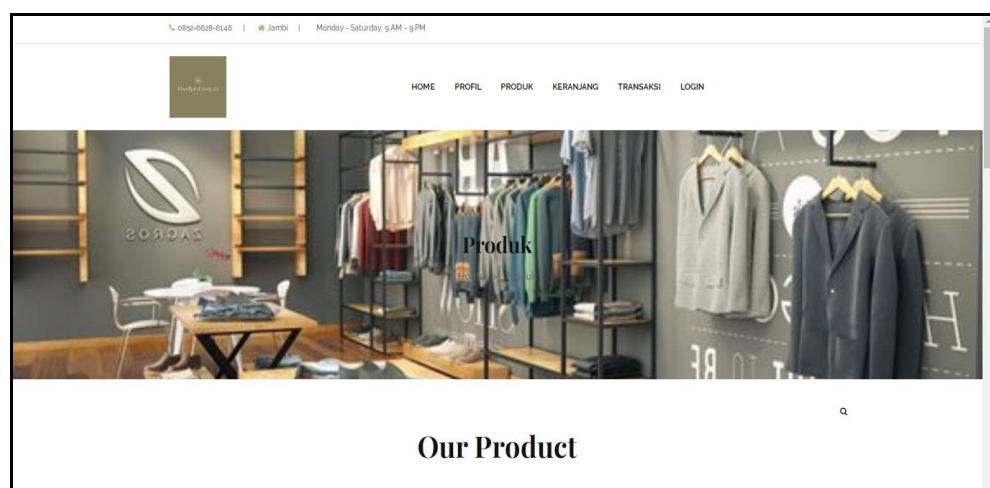 0852-6628-6146 | Jambi | Monday - Saturday: 9.AM - 9.PM
HOME PROFIL PRODUK KERANJANG TRANSAKSI LOGIN
ZAGROS
Produk
Our Product